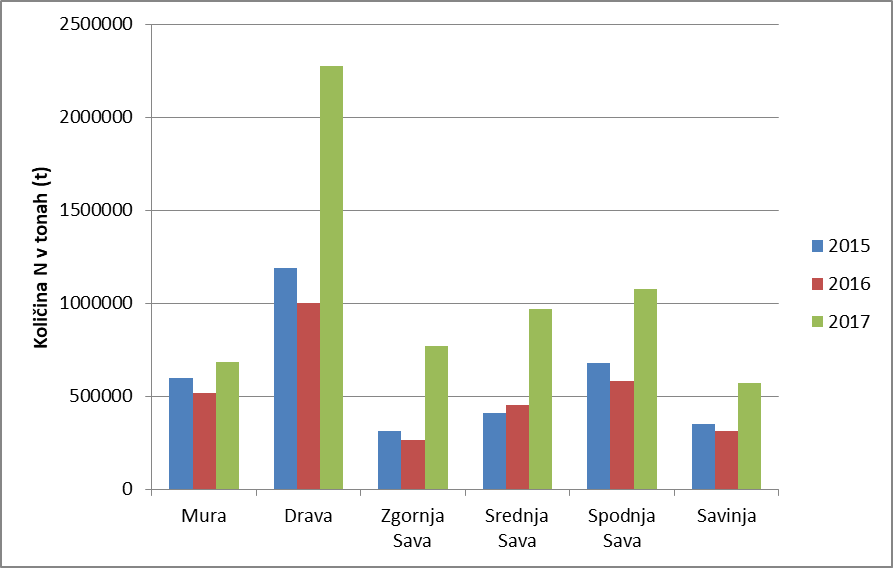 Količina N v tonah (t)
2500000
2000000
1500000
1000000
500000
0
Mura
Drava
Zgornja
Sava
Srednja
Sava
Spodnja
Sava
Savinja
2015
2016
2017